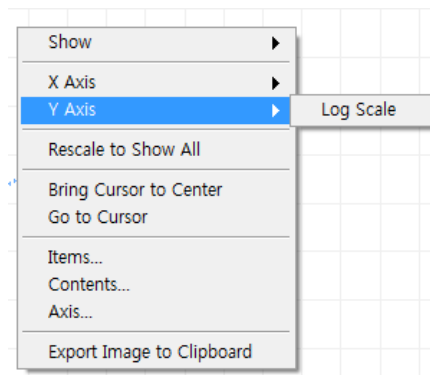 Show
X Axis
Y Axis
Log Scale
Rescale to Show All
Bring Cursor to Center
Go to Cursor
Items...
Contents...
Axis...
Export Image to Clipboard